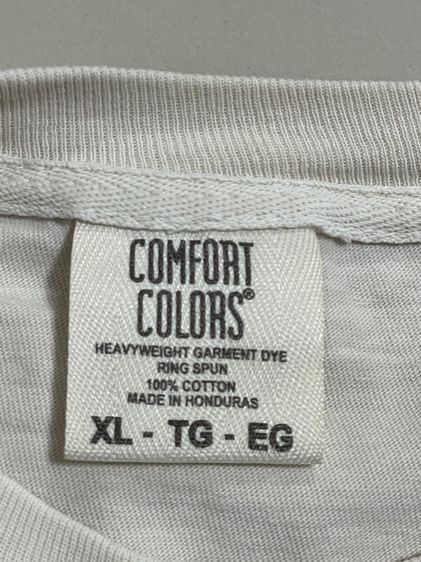 COMFORT
COLORS®
HEAVYWEIGHT GARMENT DYE
RING SPUN
100% COTTON
MADE IN HONDURAS
XL - TG - EG